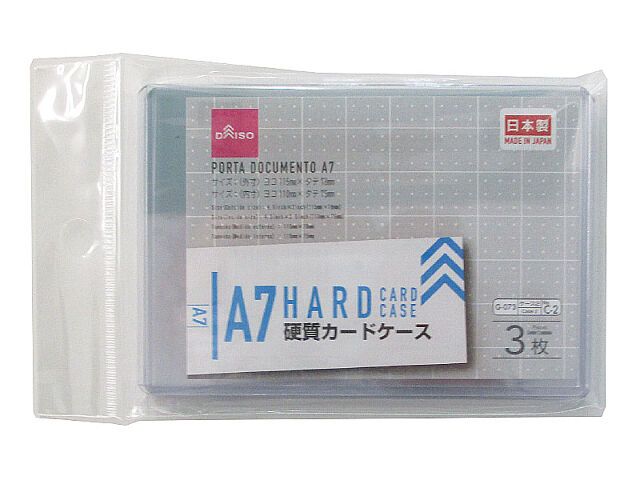 DAISO
日本製
MADE IN JAPAN
PORTA DOCUMENTO A7
サイズ:〈外寸〉ヨコ115mm×タテ78mm
サイズ:〈内寸〉ヨコ110mm×タテ75mm
A7
A7 HARD CARD CASE
硬質カードケース
G-073
C-2
3枚